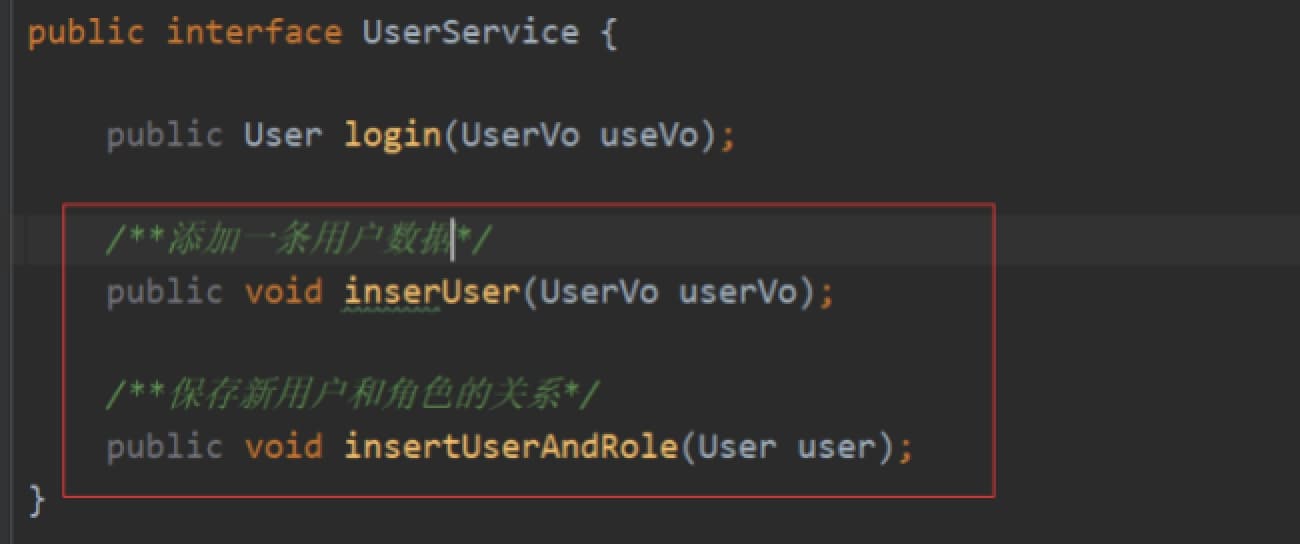 public interface UserService {
public User login(UserVo useVo);
/**添加一条用户数据*/
public void inserUser(UserVo userVo);
/**保存新用户和角色的关系*/
public void insertUserAndRole(User user);
}